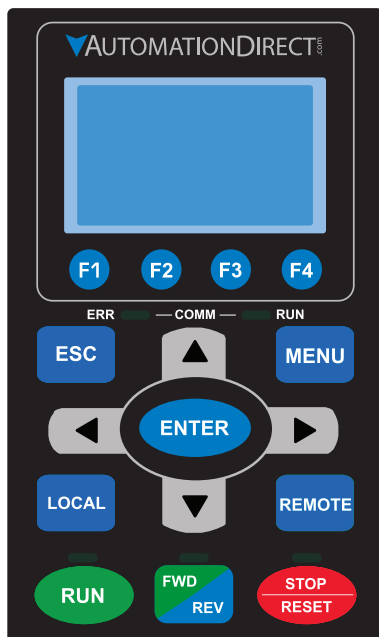 AUTOMATIONDIRECT.com
F1 F2 F3 F4
ERR COMM RUN
ESC MENU
ENTER
LOCAL REMOTE
RUN FWD REV STOP RESET